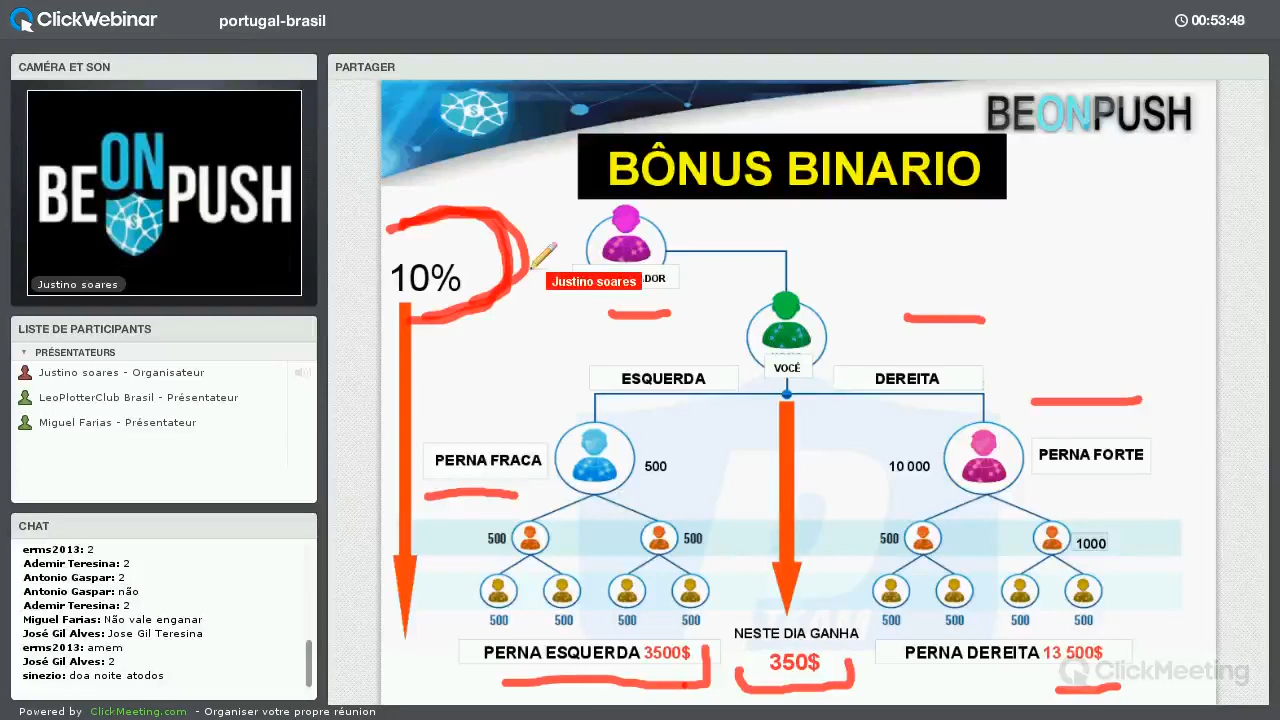 ClickWebinar
portugal-brasil
00:53:48
CAMÉRA ET SON
BEONPUSH
Justino soares
LISTE DE PARTICIPANTS
PRÉSENTATEURS
Justino soares - Organisateur
LeoPlotterClub Brasil - Présentateur
Miguel Farias - Présentateur
CHAT
erms2013: 2
Ademir Teresina: 2
Antonio Gaspar: 2
Antonio Gaspar: não
Ademir Teresina: 2
Miguel Farias: Não vale enganar
José Gil Alves: Jose Gil Teresina
erms2013: amem
José Gil Alves: 2
sinezio: doa noite atodos
Powered by ClickMeeting.com - Organiser votre propre réunion
PARTAGER
BEONPUSH
BÔNUS BINARIO
10%
Justino soares
DOR
VOCÊ
ESQUERDA
DEREITA
PERNA FRACA
500
10 000
PERNA FORTE
500
500
500
1000
500
500
500
500
500
500
500
500
NESTE DIA GANHA
350$
PERNA ESQUERDA 3500$
PERNA DEREITA 13 500$
ClickMeeting